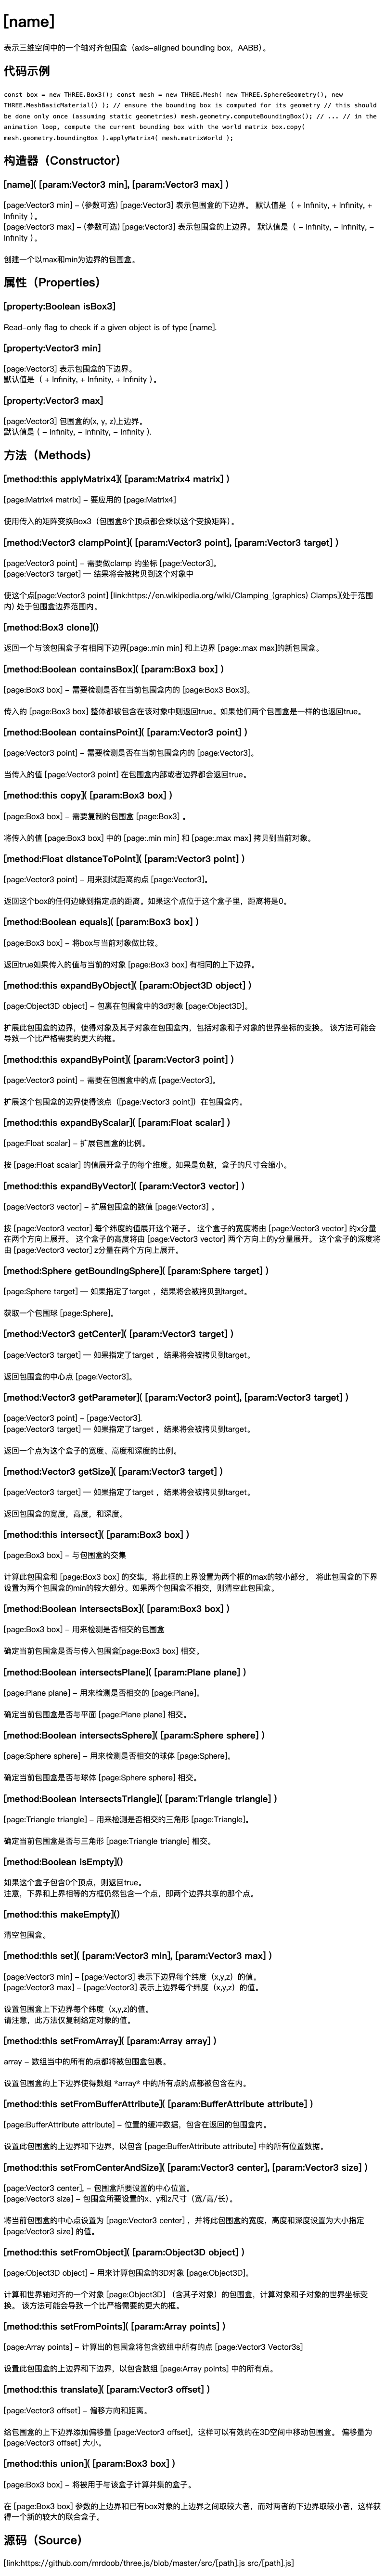 [name]
表示三维空间中的一个轴对齐包围盒（axis-aligned bounding box，AABB）。
代码示例
const box = new THREE.Box3(); const mesh = new THREE.Mesh( new THREE.SphereGeometry(), new
THREE.MeshBasicMaterial() ); // ensure the bounding box is computed for its geometry // this should
be done only once (assuming static geometries) mesh.geometry.computeBoundingBox(); // ... // in the
animation loop, compute the current bounding box with the world matrix box.copy(
mesh.geometry.boundingBox ).applyMatrix4( mesh.matrixWorld );
构造器（Constructor）
[name]( [param:Vector3 min], [param:Vector3 max] )
[page:Vector3 min] - (参数可选) [page:Vector3] 表示包围盒的下边界。 默认值是（ + Infinity, + Infinity, +
Infinity ）。
[page:Vector3 max] - (参数可选) [page:Vector3] 表示包围盒的上边界。 默认值是（ - Infinity, - Infinity, -
Infinity ）。
创建一个以max和min为边界的包围盒。
属性（Properties）
[property:Boolean isBox3]
Read-only flag to check if a given object is of type [name].
[property:Vector3 min]
[page:Vector3] 表示包围盒的下边界。
默认值是（ + Infinity, + Infinity, + Infinity ）。
[property:Vector3 max]
[page:Vector3] 包围盒的(x, y, z)上边界。
默认值是 ( - Infinity, - Infinity, - Infinity ).
方法（Methods）
[method:this applyMatrix4]( [param:Matrix4 matrix] )
[page:Matrix4 matrix] - 要应用的 [page:Matrix4]
使用传入的矩阵变换Box3（包围盒8个顶点都会乘以这个变换矩阵）。
[method:Vector3 clampPoint]( [param:Vector3 point], [param:Vector3 target] )
[page:Vector3 point] - 需要做clamp 的坐标 [page:Vector3]。
[page:Vector3 target] — 结果将会被拷贝到这个对象中
使这个点[page:Vector3 point] [link:https://en.wikipedia.org/wiki/Clamping_(graphics) Clamps](处于范围
内) 处于包围盒边界范围内。
[method:Box3 clone]()
返回一个与该包围盒子有相同下边界[page:.min min] 和上边界 [page:.max max]的新包围盒。
[method:Boolean containsBox]( [param:Box3 box] )
[page:Box3 box] - 需要检测是否在当前包围盒内的 [page:Box3 Box3]。
传入的 [page:Box3 box] 整体都被包含在该对象中则返回true。如果他们两个包围盒是一样的也返回true。
[method:Boolean containsPoint]( [param:Vector3 point] )
[page:Vector3 point] - 需要检测是否在当前包围盒内的 [page:Vector3]。
当传入的值 [page:Vector3 point] 在包围盒内部或者边界都会返回true。
[method:this copy]( [param:Box3 box] )
[page:Box3 box] - 需要复制的包围盒 [page:Box3] 。
将传入的值 [page:Box3 box] 中的 [page:.min min] 和 [page:.max max] 拷贝到当前对象。
[method:Float distanceToPoint]( [param:Vector3 point] )
[page:Vector3 point] - 用来测试距离的点 [page:Vector3]。
返回这个box的任何边缘到指定点的距离。如果这个点位于这个盒子里，距离将是0。
[method:Boolean equals]( [param:Box3 box] )
[page:Box3 box] - 将box与当前对象做比较。
返回true如果传入的值与当前的对象 [page:Box3 box] 有相同的上下边界。
[method:this expandByObject]( [param:Object3D object] )
[page:Object3D object] - 包裹在包围盒中的3d对象 [page:Object3D]。
扩展此包围盒的边界，使得对象及其子对象在包围盒内，包括对象和子对象的世界坐标的变换。 该方法可能会
导致一个比严格需要的更大的框。
[method:this expandByPoint]( [param:Vector3 point] )
[page:Vector3 point] - 需要在包围盒中的点 [page:Vector3]。
扩展这个包围盒的边界使得该点（[page:Vector3 point]）在包围盒内。
[method:this expandByScalar]( [param:Float scalar] )
[page:Float scalar] - 扩展包围盒的比例。
按 [page:Float scalar] 的值展开盒子的每个维度。如果是负数，盒子的尺寸会缩小。
[method:this expandByVector]( [param:Vector3 vector] )
[page:Vector3 vector] - 扩展包围盒的数值 [page:Vector3] 。
按 [page:Vector3 vector] 每个纬度的值展开这个箱子。 这个盒子的宽度将由 [page:Vector3 vector] 的x分量
在两个方向上展开。 这个盒子的高度将由 [page:Vector3 vector] 两个方向上的y分量展开。 这个盒子的深度将
由 [page:Vector3 vector] z分量在两个方向上展开。
[method:Sphere getBoundingSphere]( [param:Sphere target] )
[page:Sphere target] — 如果指定了target ，结果将会被拷贝到target。
获取一个包围球 [page:Sphere]。
[method:Vector3 getCenter]( [param:Vector3 target] )
[page:Vector3 target] — 如果指定了target ，结果将会被拷贝到target。
返回包围盒的中心点 [page:Vector3]。
[method:Vector3 getParameter]( [param:Vector3 point], [param:Vector3 target] )
[page:Vector3 point] - [page:Vector3].
[page:Vector3 target] — 如果指定了target ，结果将会被拷贝到target。
返回一个点为这个盒子的宽度、高度和深度的比例。
[method:Vector3 getSize]( [param:Vector3 target] )
[page:Vector3 target] — 如果指定了target ，结果将会被拷贝到target。
返回包围盒的宽度，高度，和深度。
[method:this intersect]( [param:Box3 box] )
[page:Box3 box] - 与包围盒的交集
计算此包围盒和 [page:Box3 box] 的交集，将此框的上界设置为两个框的max的较小部分， 将此包围盒的下界
设置为两个包围盒的min的较大部分。如果两个包围盒不相交，则清空此包围盒。
[method:Boolean intersectsBox]( [param:Box3 box] )
[page:Box3 box] - 用来检测是否相交的包围盒
确定当前包围盒是否与传入包围盒[page:Box3 box] 相交。
[method:Boolean intersectsPlane]( [param:Plane plane] )
[page:Plane plane] - 用来检测是否相交的 [page:Plane]。
确定当前包围盒是否与平面 [page:Plane plane] 相交。
[method:Boolean intersectsSphere]( [param:Sphere sphere] )
[page:Sphere sphere] - 用来检测是否相交的球体 [page:Sphere]。
确定当前包围盒是否与球体 [page:Sphere sphere] 相交。
[method:Boolean intersectsTriangle]( [param:Triangle triangle] )
[page:Triangle triangle] - 用来检测是否相交的三角形 [page:Triangle]。
确定当前包围盒是否与三角形 [page:Triangle triangle] 相交。
[method:Boolean isEmpty]()
如果这个盒子包含0个顶点，则返回true。
注意，下界和上界相等的方框仍然包含一个点，即两个边界共享的那个点。
[method:this makeEmpty]()
清空包围盒。
[method:this set]( [param:Vector3 min], [param:Vector3 max] )
[page:Vector3 min] - [page:Vector3] 表示下边界每个纬度（x,y,z）的值。
[page:Vector3 max] - [page:Vector3] 表示上边界每个纬度（x,y,z）的值。
设置包围盒上下边界每个纬度（x,y,z)的值。
请注意，此方法仅复制给定对象的值。
[method:this setFromArray]( [param:Array array] )
array - 数组当中的所有的点都将被包围盒包裹。
设置包围盒的上下边界使得数组 *array* 中的所有点的点都被包含在内。
[method:this setFromBufferAttribute]( [param:BufferAttribute attribute] )
[page:BufferAttribute attribute] - 位置的缓冲数据，包含在返回的包围盒内。
设置此包围盒的上边界和下边界，以包含 [page:BufferAttribute attribute] 中的所有位置数据。
[method:this setFromCenterAndSize]( [param:Vector3 center], [param:Vector3 size] )
[page:Vector3 center], - 包围盒所要设置的中心位置。
[page:Vector3 size] - 包围盒所要设置的x、y和z尺寸（宽/高/长）。
将当前包围盒的中心点设置为 [page:Vector3 center] ，并将此包围盒的宽度，高度和深度设置为大小指定
[page:Vector3 size] 的值。
[method:this setFromObject]( [param:Object3D object] )
[page:Object3D object] - 用来计算包围盒的3D对象 [page:Object3D]。
计算和世界轴对齐的一个对象 [page:Object3D] （含其子对象）的包围盒，计算对象和子对象的世界坐标变
换。 该方法可能会导致一个比严格需要的更大的框。
[method:this setFromPoints]( [param:Array points] )
[page:Array points] - 计算出的包围盒将包含数组中所有的点 [page:Vector3 Vector3s]
设置此包围盒的上边界和下边界，以包含数组 [page:Array points] 中的所有点。
[method:this translate]( [param:Vector3 offset] )
[page:Vector3 offset] - 偏移方向和距离。
给包围盒的上下边界添加偏移量 [page:Vector3 offset]，这样可以有效的在3D空间中移动包围盒。 偏移量为
[page:Vector3 offset] 大小。
[method:this union]( [param:Box3 box] )
[page:Box3 box] - 将被用于与该盒子计算并集的盒子。
在 [page:Box3 box] 参数的上边界和已有box对象的上边界之间取较大者，而对两者的下边界取较小者，这样获
得一个新的较大的联合盒子。
源码（Source）
[link:https://github.com/mrdoob/three.js/blob/master/src/[path].js src/[path].js]